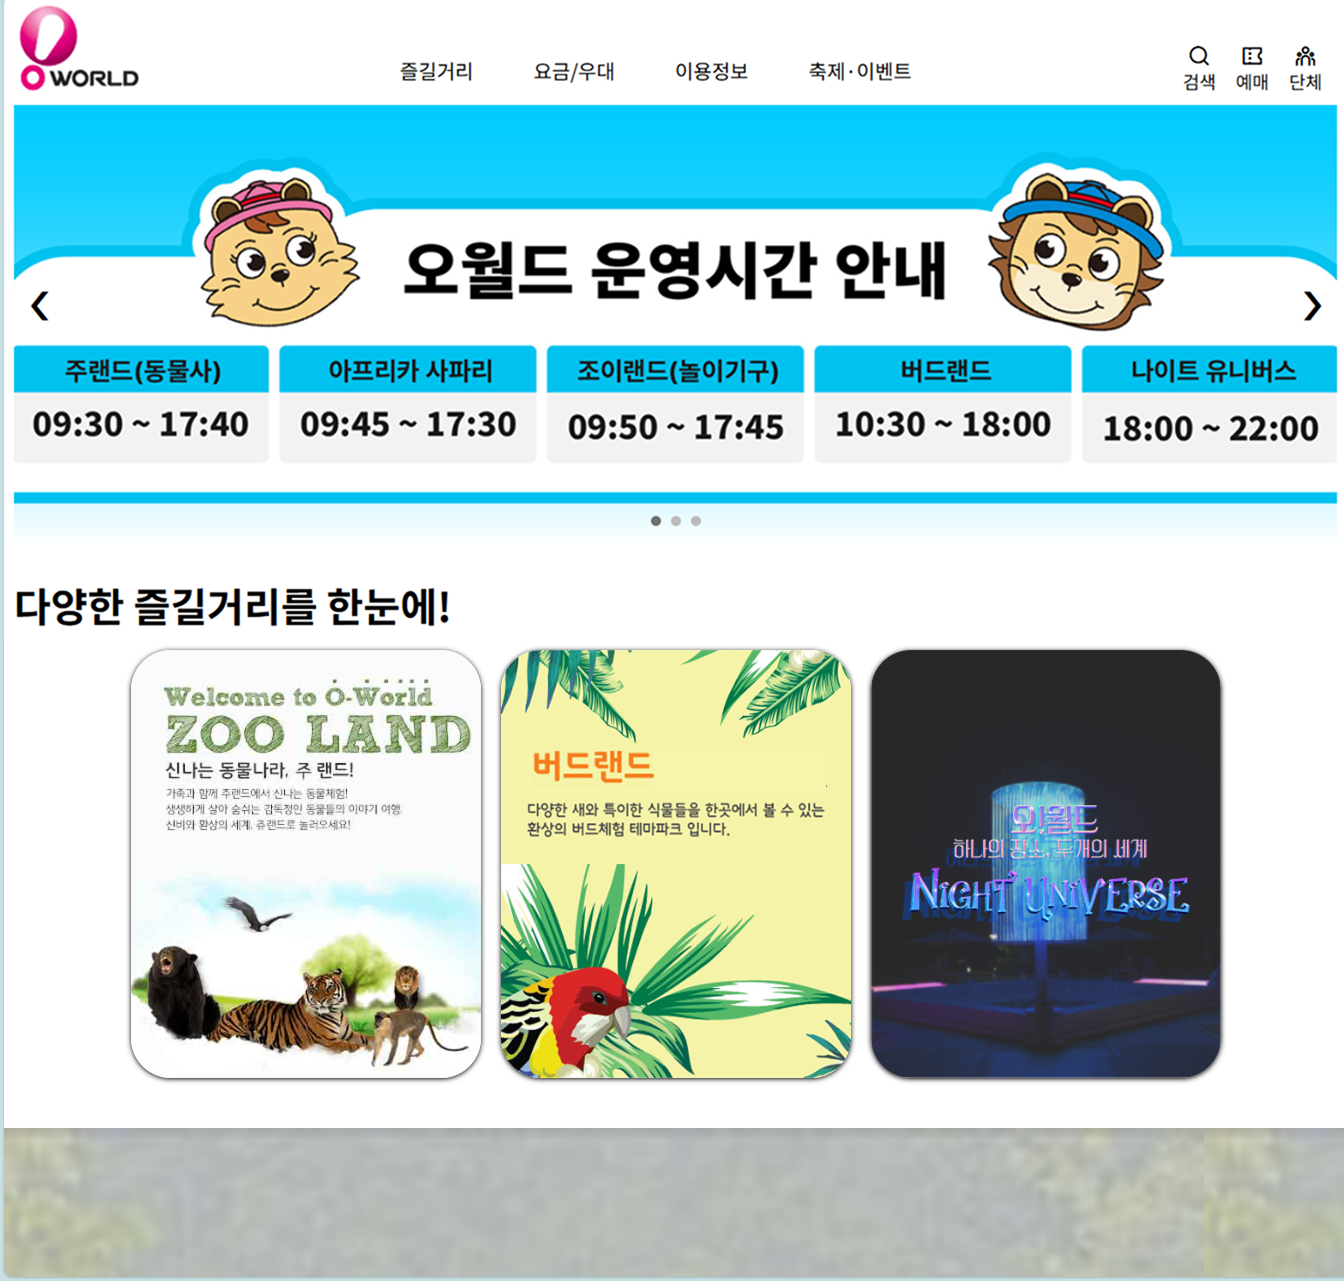 O WORLD
즐길거리 요금/우대 이용정보 축제·이벤트
검색 예매 단체
오월드 운영시간 안내
주랜드(동물사) 아프리카 사파리 조이랜드(놀이기구) 버드랜드 나이트 유니버스
09:30 ~ 17:40 09:45 ~ 17:30 09:50 ~ 17:45 10:30 ~ 18:00 18:00 ~ 22:00
다양한 즐길거리를 한눈에!
Welcome to O-World
ZOO LAND
신나는 동물나라, 주 랜드!
가족과 함께 주랜드에서 신나는 동물체험!
생생하게 살아 숨쉬는 감독정인 동물들의 이야기 여행
신비와 환상의 세계, 쥬랜드로 놀러오세요!
버드랜드
다양한 새와 특이한 식물들을 한곳에서 볼 수 있는
환상의 버드체험 테마파크 입니다.
오!월드
하나의 장소, 두개의 세계
NIGHT UNIVERSE